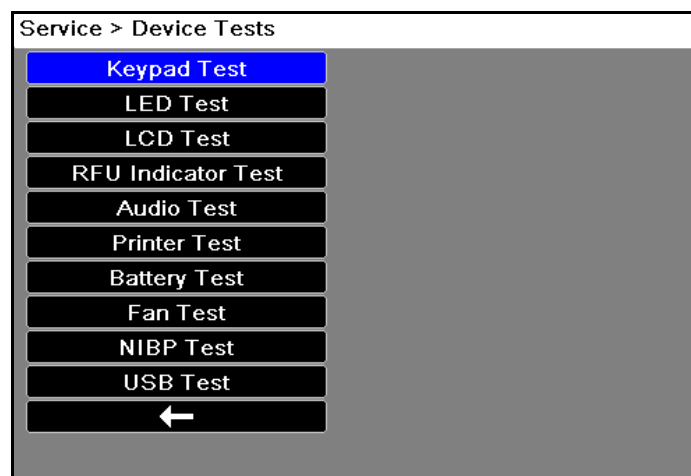 Service > Device Tests
Keypad Test
LED Test
LCD Test
RFU Indicator Test
Audio Test
Printer Test
Battery Test
Fan Test
NIBP Test
USB Test